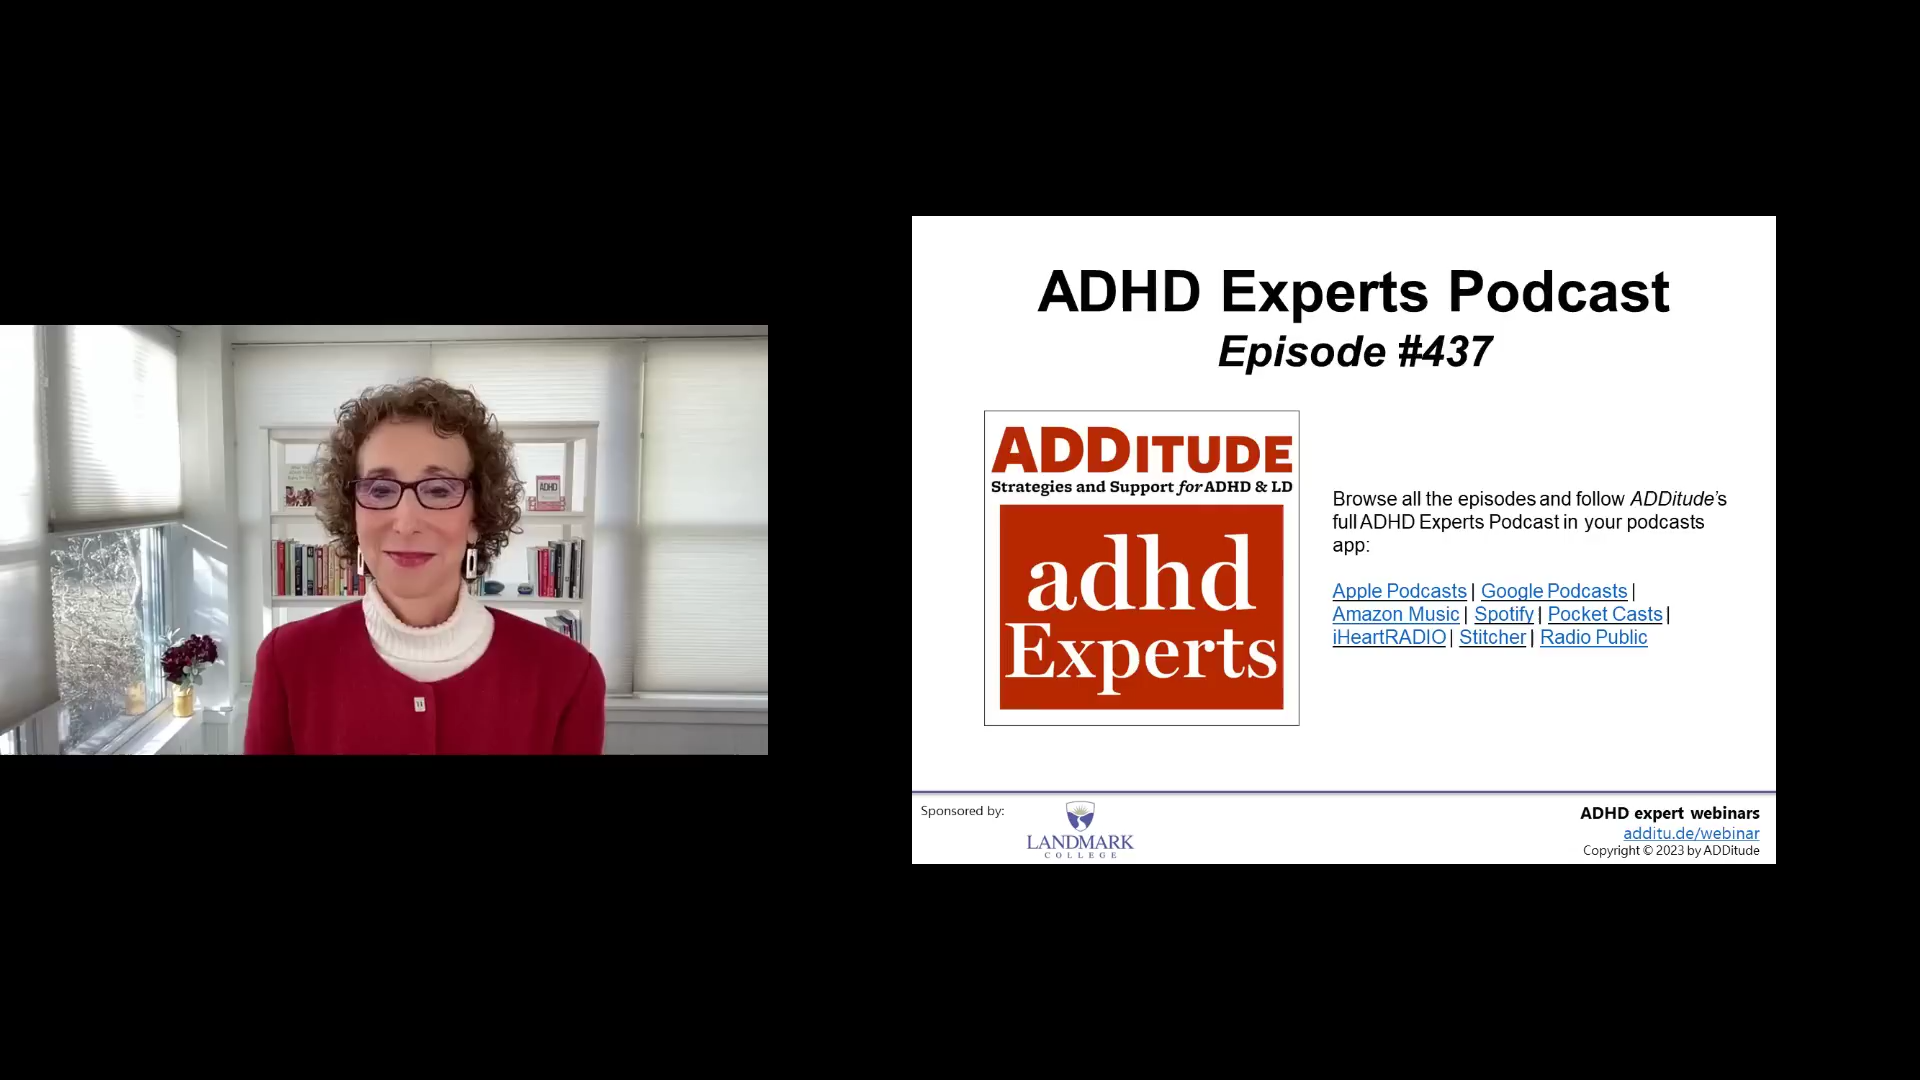 ADHD
ADHD Experts Podcast
Episode #437
ADDITUDE
Strategies and Support for ADHD & LD
adhd
Experts
Browse all the episodes and follow ADDitude's
full ADHD Experts Podcast in your podcasts
app:
Apple Podcasts | Google Podcasts |
Amazon Music | Spotify | Pocket Casts |
iHeartRADIO | Stitcher | Radio Public
Sponsored by:
LANDMARK
COLLEGE
ADHD expert webinars
additu.de/webinar
Copyright © 2023 by ADDitude